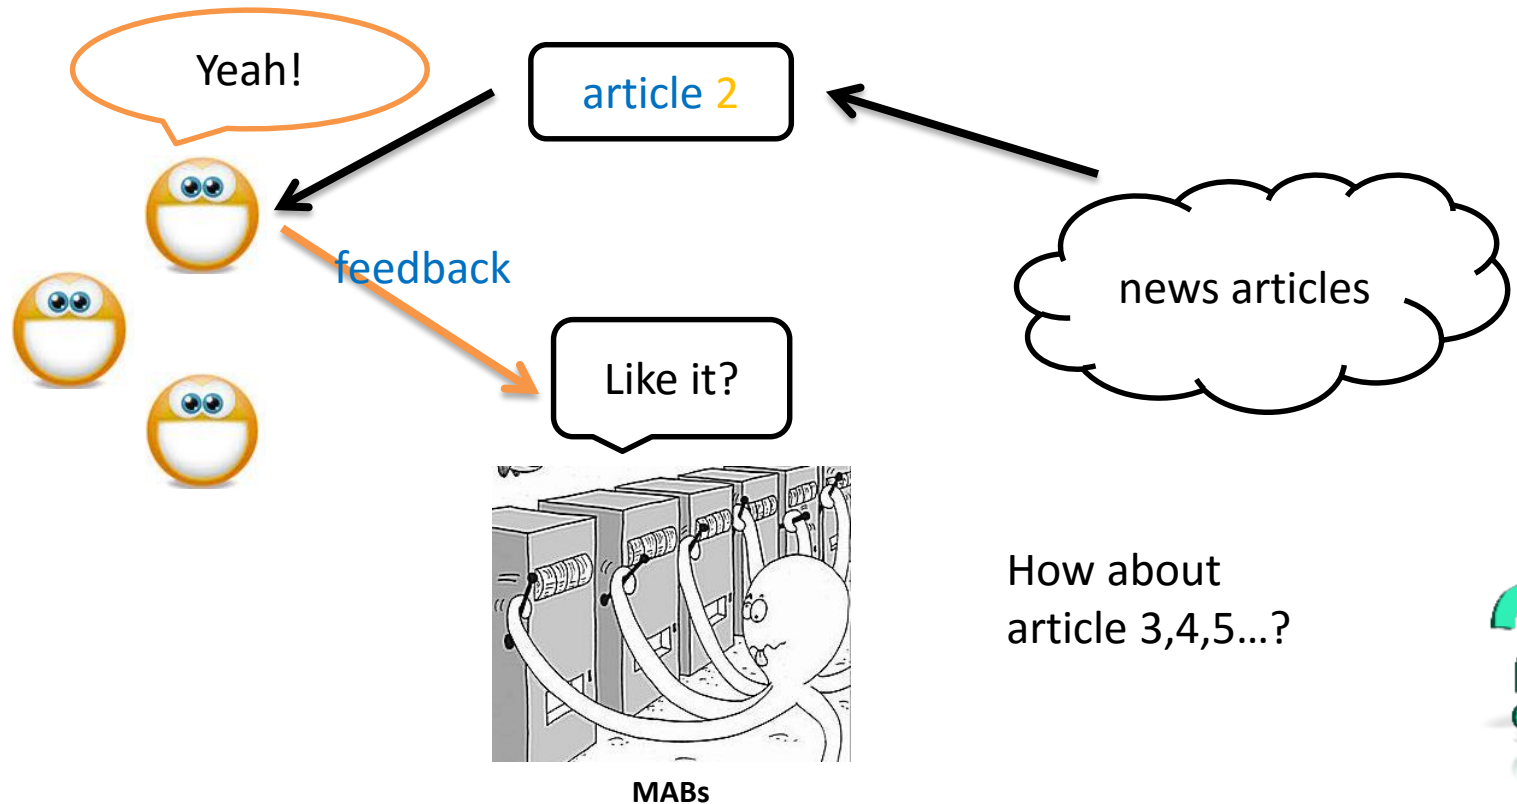 Yeah!
article 2
feedback
news articles
Like it?
How about
article 3,4,5...?
MABs